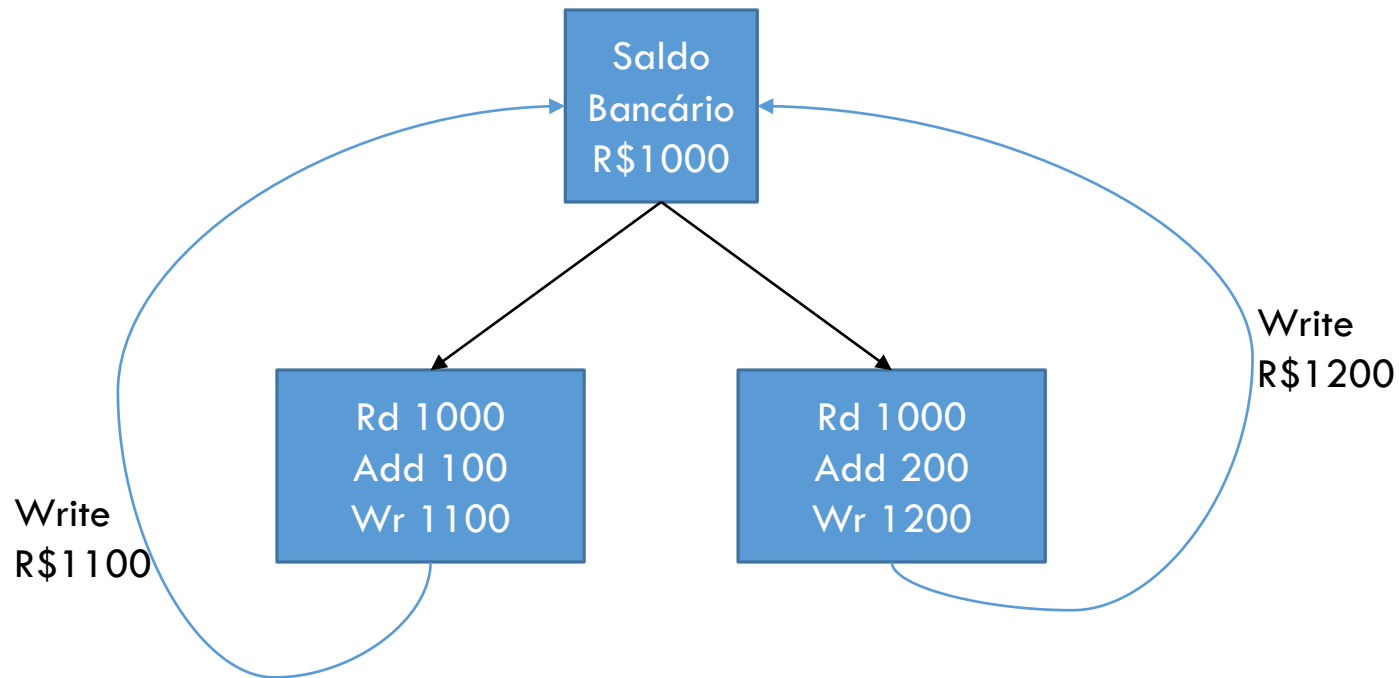 Saldo
Bancário
R$1000
Write
R$1200
Rd 1000
Add 100
Wr 1100
Rd 1000
Add 200
Wr 1200
Write
R$1100